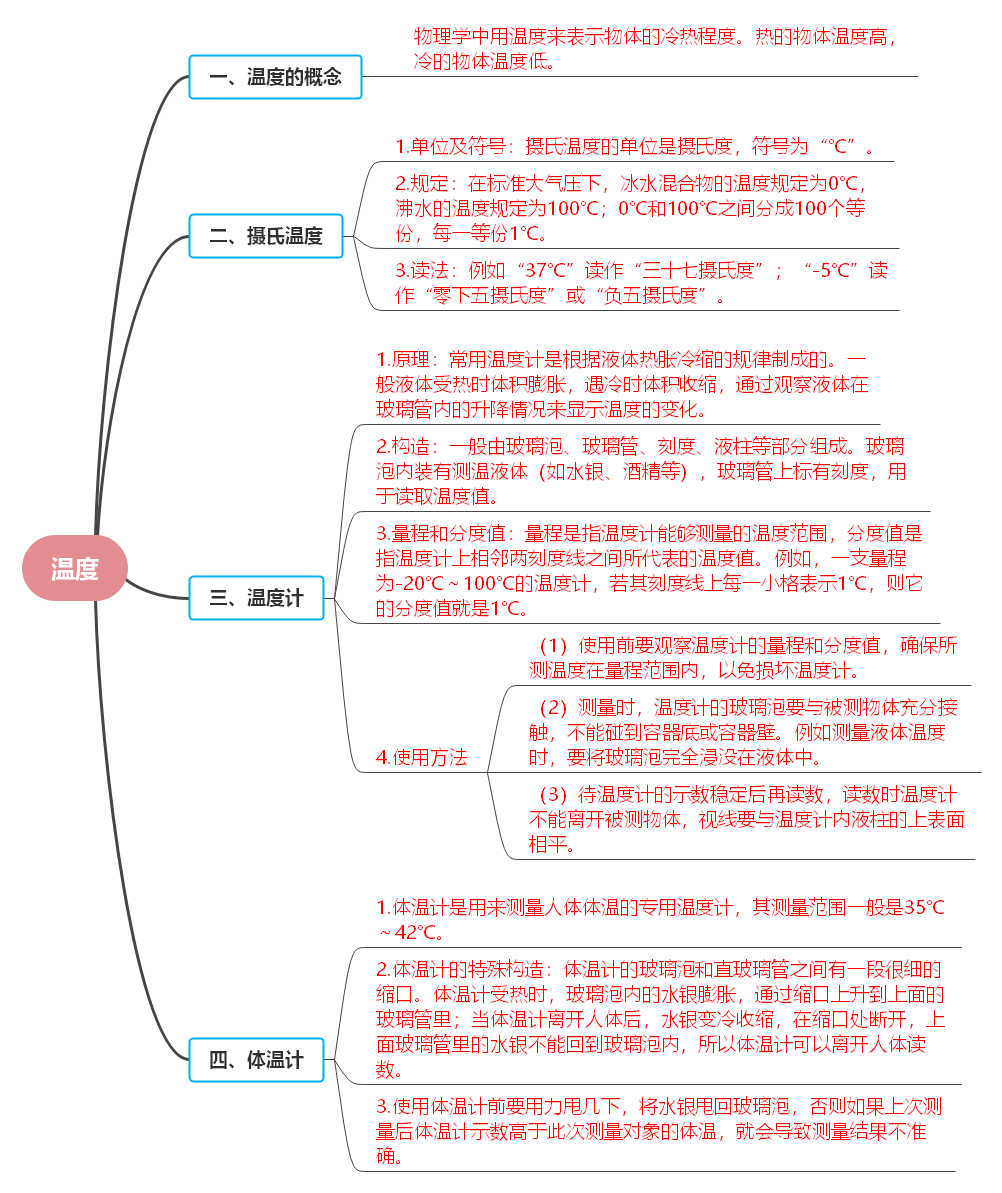 温度
一、温度的概念
物理学中用温度来表示物体的冷热程度。热的物体温度高，
冷的物体温度低。
二、摄氏温度
1.单位及符号：摄氏温度的单位是摄氏度，符号为“℃”。
2.规定：在标准大气压下，冰水混合物的温度规定为0℃，
沸水的温度规定为100℃；0℃和100℃之间分成100个等
份，每一等份1℃。
3.读法：例如“37℃”读作“三十七摄氏度”；“-5℃”读
作“零下五摄氏度”或“负五摄氏度”。
三、温度计
1.原理：常用温度计是根据液体热胀冷缩的规律制成的。一
般液体受热时体积膨胀，遇冷时体积收缩，通过观察液体在
玻璃管内的升降情况来显示温度的变化。
2.构造：一般由玻璃泡、玻璃管、刻度、液柱等部分组成。玻璃
泡内装有测温液体（如水银、酒精等），玻璃管上标有刻度，用
于读取温度值。
3.量程和分度值：量程是指温度计能够测量的温度范围，分度值是
指温度计上相邻两刻度线之间所代表的温度值。例如，一支量程
为-20℃～100℃的温度计，若其刻度线上每一小格表示1℃，则它
的分度值就是1℃。
4.使用方法
（1）使用前要观察温度计的量程和分度值，确保所
测温度在量程范围内，以免损坏温度计。
（2）测量时，温度计的玻璃泡要与被测物体充分接
触，不能碰到容器底或容器壁。例如测量液体温度
时，要将玻璃泡完全浸没在液体中。
（3）待温度计的示数稳定后再读数，读数时温度计
不能离开被测物体，视线要与温度计内液柱的上表面
相平。
四、体温计
1.体温计是用来测量人体体温的专用温度计，其测量范围一般是35℃
～42℃。
2.体温计的特殊构造：体温计的玻璃泡和直玻璃管之间有一段很细的
缩口。体温计受热时，玻璃泡内的水银膨胀，通过缩口上升到上面的
玻璃管里；当体温计离开人体后，水银变冷收缩，在缩口处断开，上
面玻璃管里的水银不能回到玻璃泡内，所以体温计可以离开人体读
数。
3.使用体温计前要用力甩几下，将水银甩回玻璃泡，否则如果上次测
量后体温计示数高于此次测量对象的体温，就会导致测量结果不准
确。